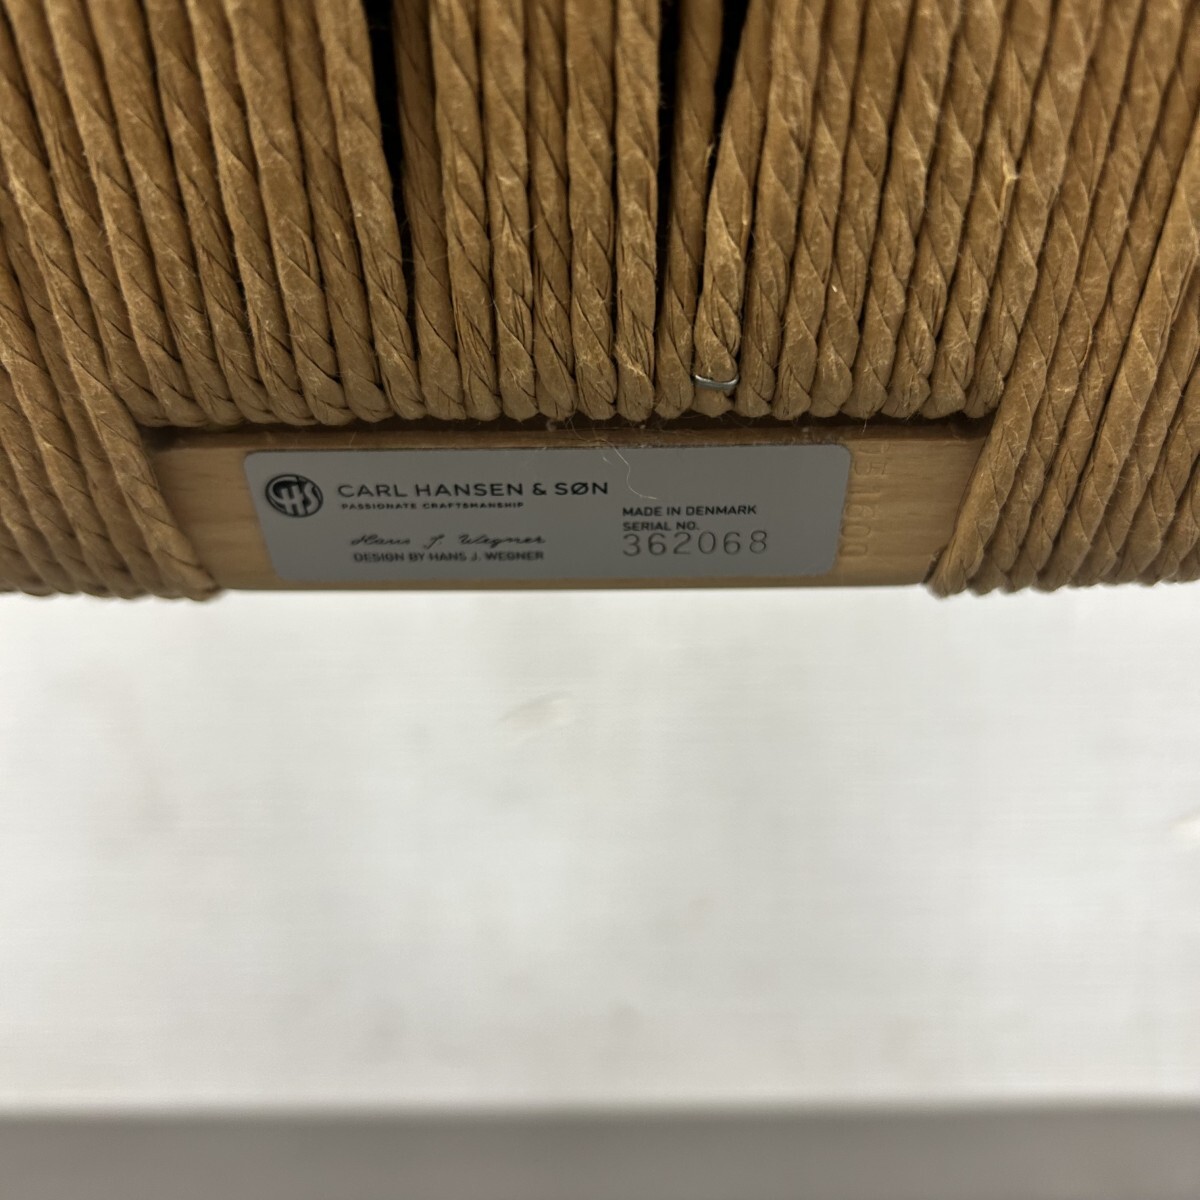 CHS
CARL HANSEN & SØN
PASSIONATE CRAFTSMANSHIP
Hans J. Wegner
DESIGN BY HANS J. WEGNER
MADE IN DENMARK
SERIAL NO.
362068